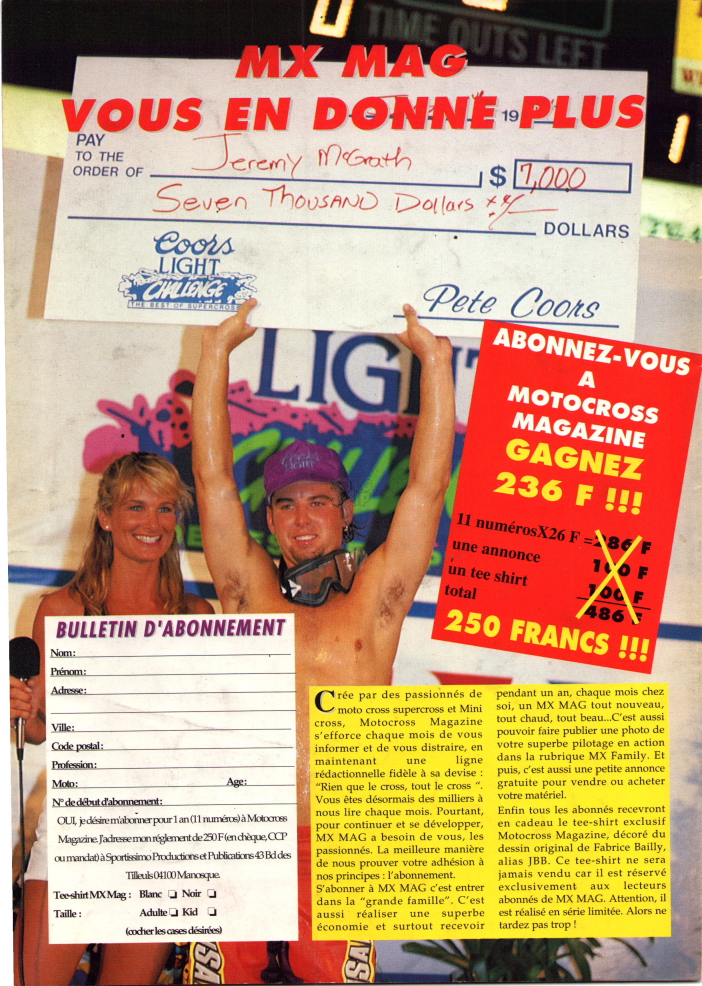 TIME OUTS LEFT
MX MAG
VOUS EN DONNE PLUS
19
PAY
TO THE
ORDER OF
Jeremy McGrath
$ 7,000
Seven Thousand Dollars
DOLLARS
Coors
LIGHT
CHALLENGE
THE BEST OF SUPERCROSS
Pete Coors
LIGHT
Coors
Light
ABONNEZ-VOUS
A
MOTOCROSS
MAGAZINE
GAGNEZ
236 F !!!
11 numérosX26 F =286 F
une annonce 100 F
un tee shirt 100 F
total 486 F
250 FRANCS !!!
BULLETIN D'ABONNEMENT
Nom :
Prénom :
Adresse :
Ville :
Code postal :
Profession :
Moto : Age :
N° de début d'abonnement :
OUI, je désire m'abonner pour 1 an (11 numéros) à Motocross
Magazine. J'adresse mon réglement de 250 F (en chèque, CCP
ou mandat) à Sportissimo Productions et Publications 43 Bd des
Tilleuls 04100 Manosque.
Tee-shirt MX Mag : Blanc ❏ Noir ❏
Taille : Adulte ❏ Kid ❏
(cocher les cases désirées)
Crée par des passionnés de
moto cross supercross et Mini
cross, Motocross Magazine
s'efforce chaque mois de vous
informer et de vous distraire, en
maintenant une ligne
rédactionnelle fidèle à sa devise :
"Rien que le cross, tout le cross ".
Vous êtes désormais des milliers à
nous lire chaque mois. Pourtant,
pour continuer et se développer,
MX MAG a besoin de vous, les
passionnés. La meilleure manière
de nous prouver votre adhésion à
nos principes : l'abonnement.
S'abonner à MX MAG c'est entrer
dans la "grande famille". C'est
aussi réaliser une superbe
économie et surtout recevoir
pendant un an, chaque mois chez
soi, un MX MAG tout nouveau,
tout chaud, tout beau...C'est aussi
pouvoir faire publier une photo de
votre superbe pilotage en action
dans la rubrique MX Family. Et
puis, c'est aussi une petite annonce
gratuite pour vendre ou acheter
votre matériel.
Enfin tous les abonnés recevront
en cadeau le tee-shirt exclusif
Motocross Magazine, décoré du
dessin original de Fabrice Bailly,
alias JBB. Ce tee-shirt ne sera
jamais vendu car il est réservé
exclusivement aux lecteurs
abonnés de MX MAG. Attention, il
est réalisé en série limitée. Alors ne
tardez pas trop !